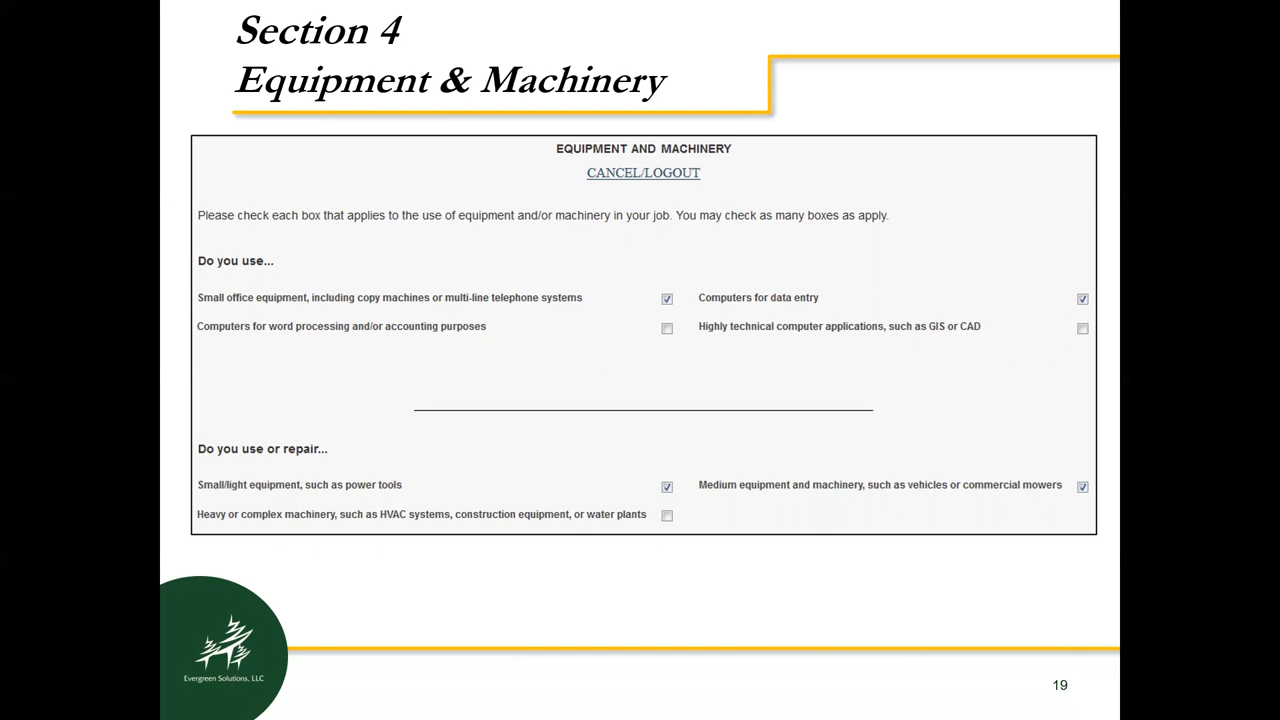 Section 4
Equipment & Machinery
EQUIPMENT AND MACHINERY
CANCEL/LOGOUT
Please check each box that applies to the use of equipment and/or machinery in your job. You may check as many boxes as apply.
Do you use...
Small office equipment, including copy machines or multi-line telephone systems
Computers for data entry
Computers for word processing and/or accounting purposes
Highly technical computer applications, such as GIS or CAD
Do you use or repair...
Small/light equipment, such as power tools
Medium equipment and machinery, such as vehicles or commercial mowers
Heavy or complex machinery, such as HVAC systems, construction equipment, or water plants
Evergreen Solutions, LLC
19